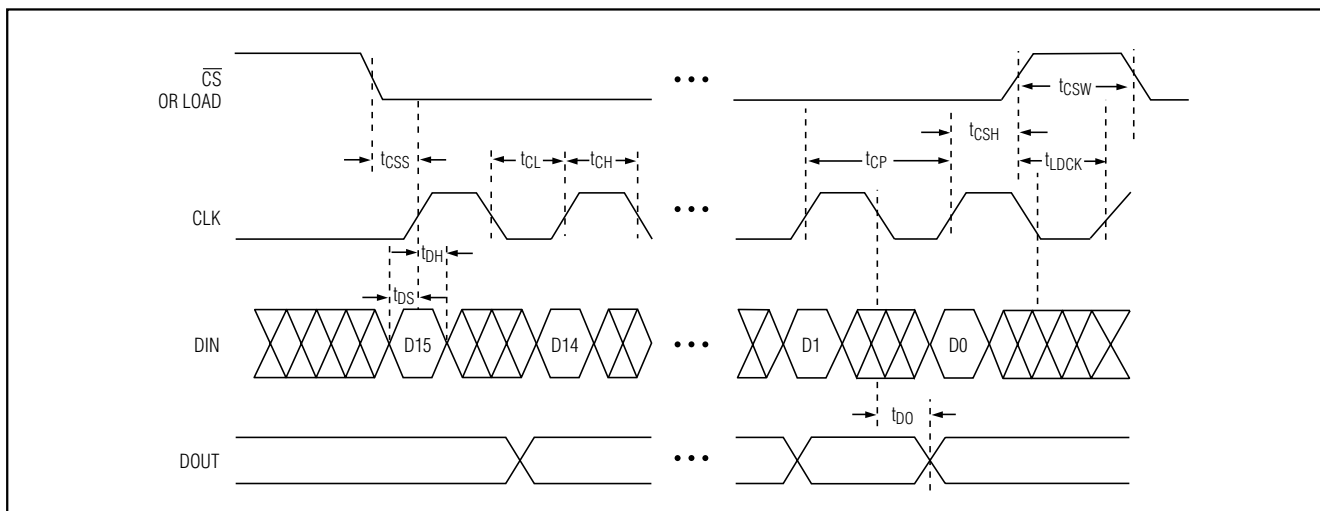 CS
OR LOAD
• • •
tCSW
tCSH
tCSS
tCL
tCH
tCP
tLDCK
CLK
• • •
tDH
tDS
DIN
D15
D14
• • •
D1
D0
tDO
DOUT
• • •